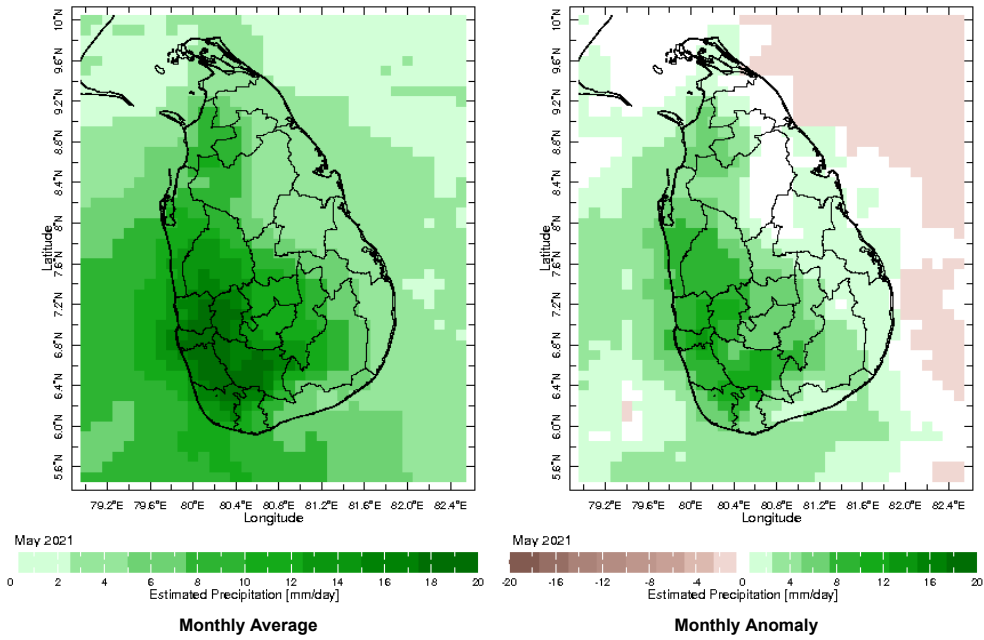 10°N
9.6°N
9.2°N
8.8°N
8.4°N
8°N
7.6°N
7.2°N
6.8°N
6.4°N
6.0°N
5.6°N
Latitude
79.2°E 79.6°E 80°E 80.4°E 80.8°E 81.2°E 81.6°E 82.0°E 82.4°E
Longitude
May 2021
0 2 4 6 8 10 12 14 16 18 20
Estimated Precipitation [mm/day]
Monthly Average
10°N
9.6°N
9.2°N
8.8°N
8.4°N
8°N
7.6°N
7.2°N
6.8°N
6.4°N
6.0°N
5.6°N
Latitude
79.2°E 79.6°E 80°E 80.4°E 80.8°E 81.2°E 81.6°E 82.0°E 82.4°E
Longitude
May 2021
-20 -16 -12 -8 -4 0 4 8 12 16 20
Estimated Precipitation [mm/day]
Monthly Anomaly